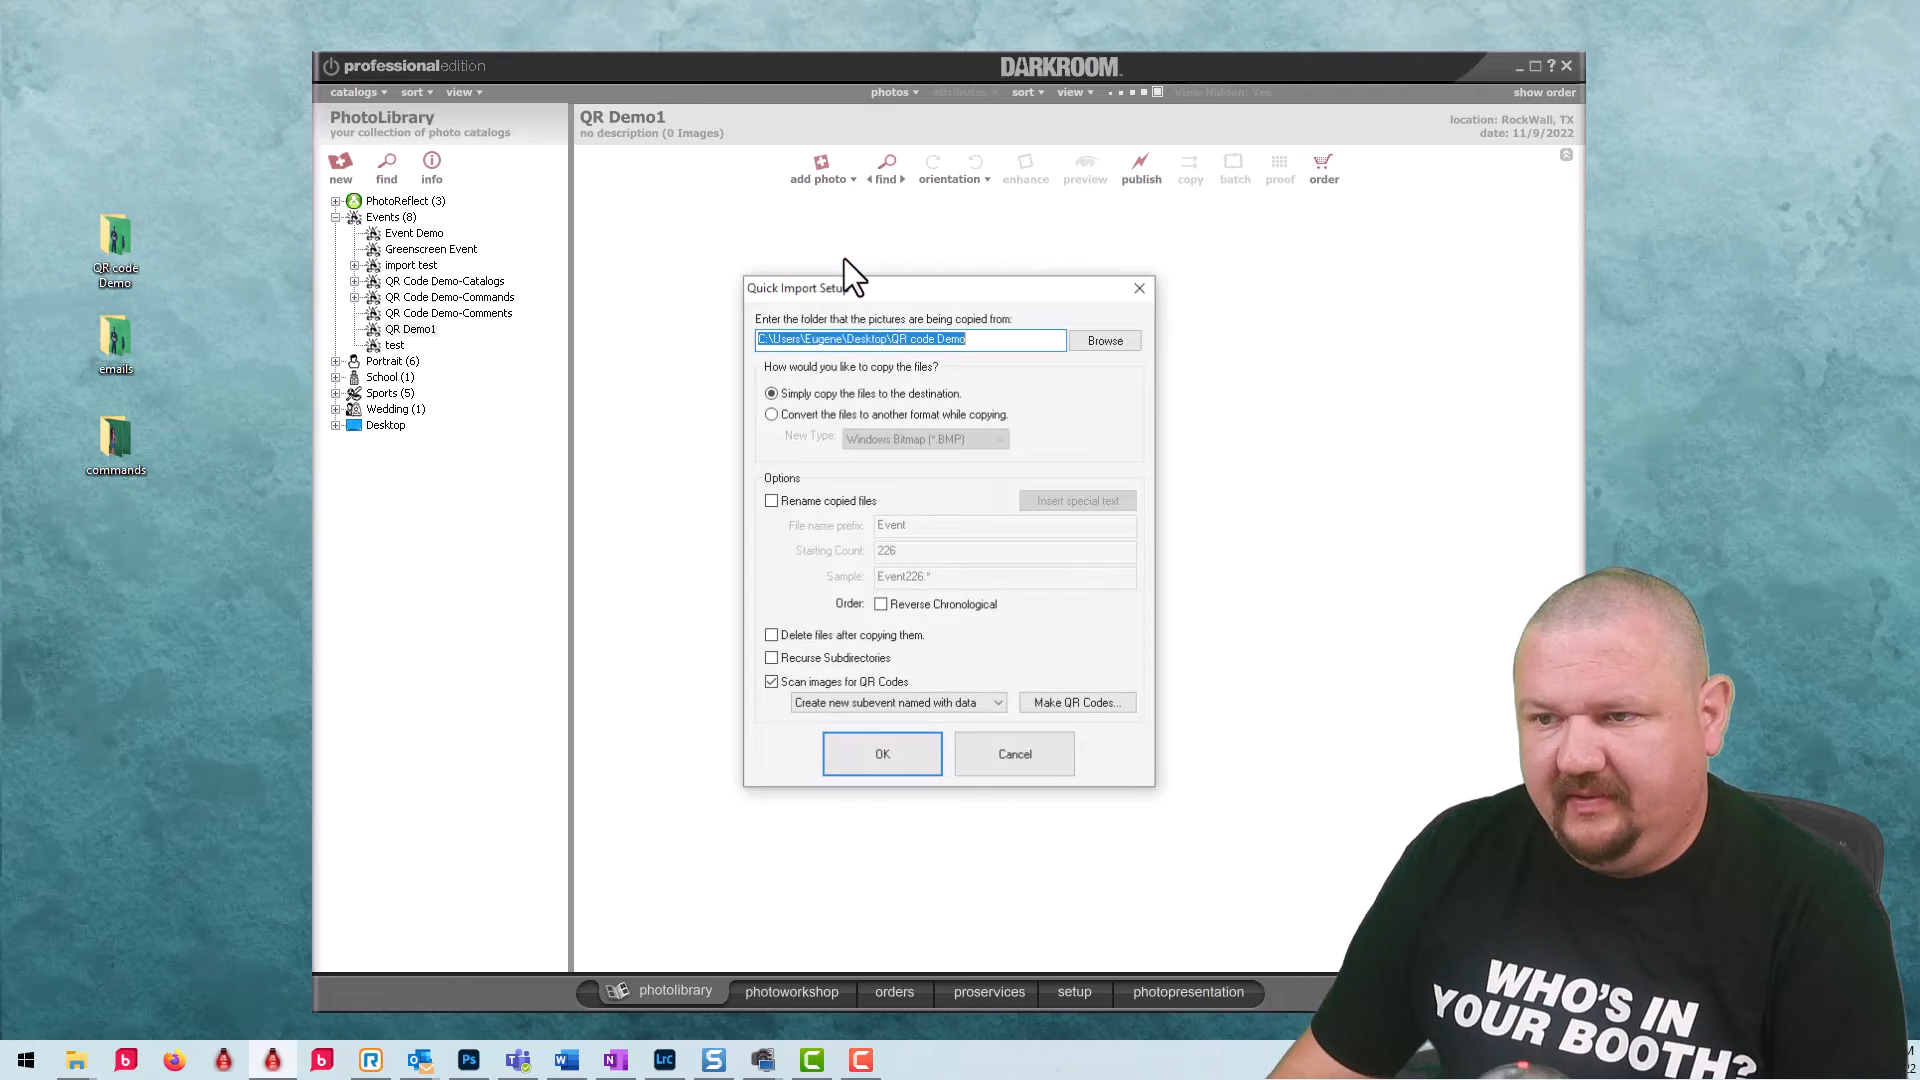 professionaledition
DARKROOM
? 
catalogs sort view photos attributes sort view View Hidden: Yes show order
PhotoLibrary
your collection of photo catalogs
QR Demo1
no description (0 Images)
location: RockWall, TX
date: 11/9/2022
new find info
add photo find orientation enhance preview publish copy batch proof order
PhotoReflect (3)
Events (8)
Event Demo
Greenscreen Event
import test
QR Code Demo-Catalogs
QR Code Demo-Commands
QR Code Demo-Comments
QR Demo1
test
Portrait (6)
School (1)
Sports (5)
Wedding (1)
Desktop
QR code
Demo
emails
commands
Quick Import Setu
Enter the folder that the pictures are being copied from:
C:\Users\Eugene\Desktop\QR code Demo
Browse
How would you like to copy the files?
Simply copy the files to the destination.
Convert the files to another format while copying.
New Type: Windows Bitmap (*.BMP)
Options
Rename copied files
Insert special text
File name prefix: Event
Starting Count: 226
Sample: Event226.*
Order: Reverse Chronological
Delete files after copying them.
Recurse Subdirectories
Scan images for QR Codes
Create new subevent named with data
Make QR Codes...
OK
Cancel
photolibrary photoworkshop orders proservices setup photopresentation
WHO'S IN
YOUR BOOTH?
Ps
Lrc